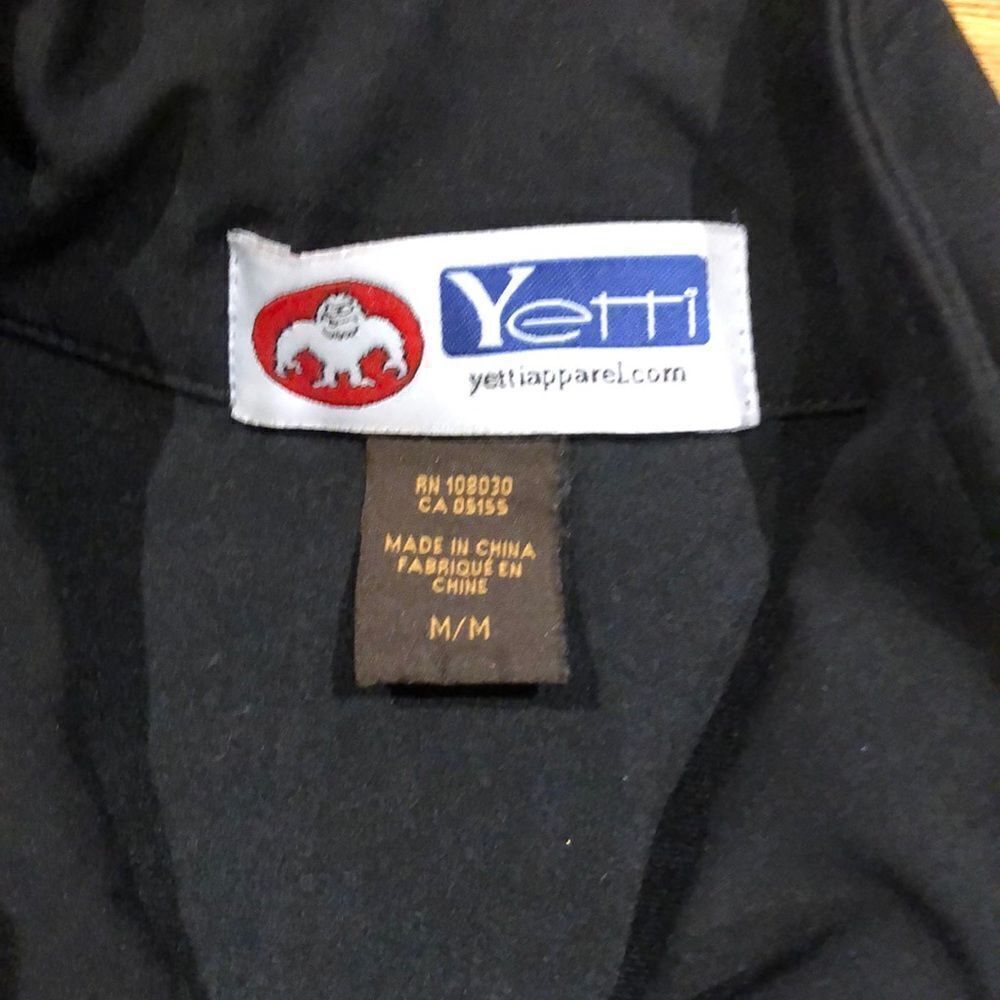 Yetti
yettiapparel.com
RN 108030
CA 05155
MADE IN CHINA
FABRIQUÉ EN
CHINE
M/M